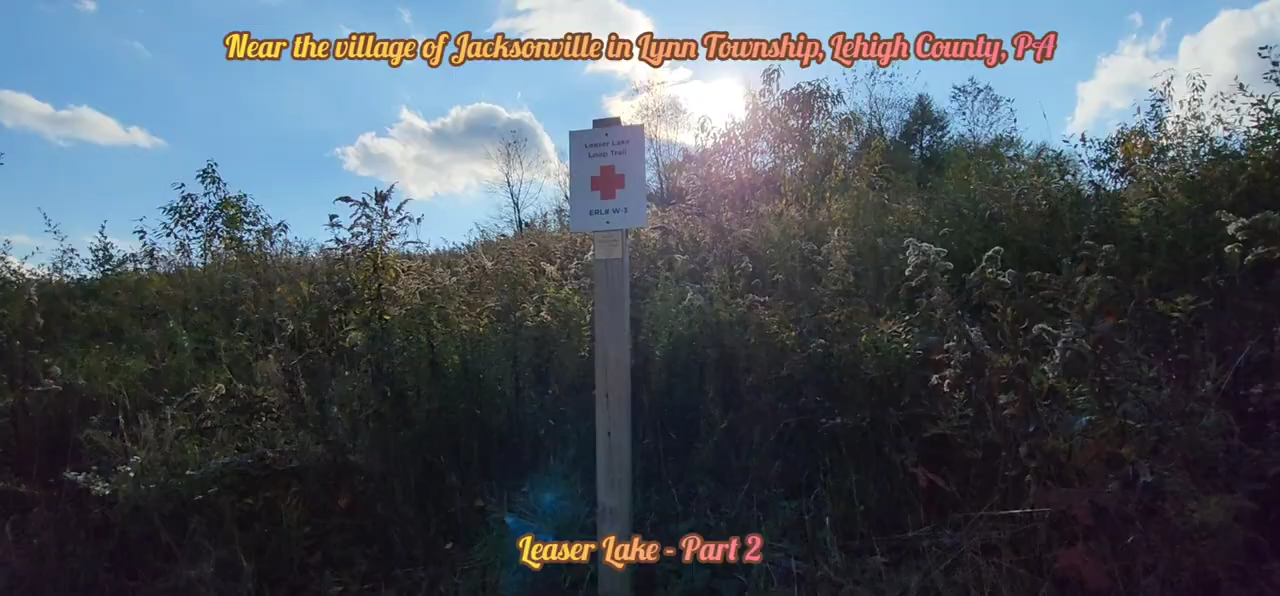 Near the village of Jacksonville in Lynn Township, Lehigh County, PA
Leaser Lake
Loop Trail
ERL# W-3
Leaser Lake - Part 2